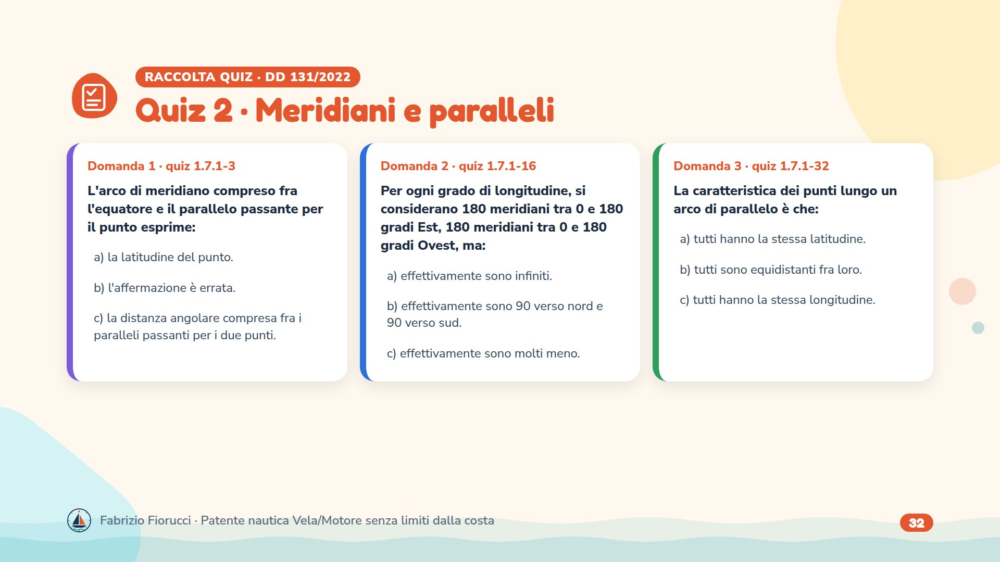 RACCOLTA QUIZ · DD 131/2022
Quiz 2 · Meridiani e paralleli
Domanda 1 · quiz 1.7.1-3
L'arco di meridiano compreso fra
l'equatore e il parallelo passante per
il punto esprime:
a) la latitudine del punto.
b) l'affermazione è errata.
c) la distanza angolare compresa fra i
paralleli passanti per i due punti.
Domanda 2 · quiz 1.7.1-16
Per ogni grado di longitudine, si
considerano 180 meridiani tra 0 e 180
gradi Est, 180 meridiani tra 0 e 180
gradi Ovest, ma:
a) effettivamente sono infiniti.
b) effettivamente sono 90 verso nord e
90 verso sud.
c) effettivamente sono molti meno.
Domanda 3 · quiz 1.7.1-32
La caratteristica dei punti lungo un
arco di parallelo è che:
a) tutti hanno la stessa latitudine.
b) tutti sono equidistanti fra loro.
c) tutti hanno la stessa longitudine.
Fabrizio Fiorucci · Patente nautica Vela/Motore senza limiti dalla costa
32